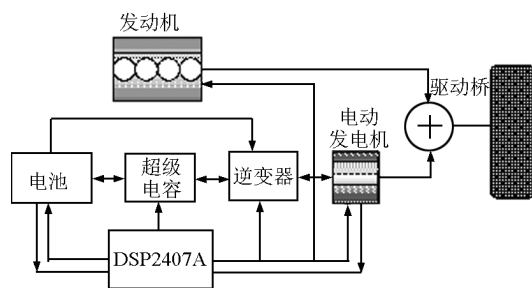 发动机
驱动桥
电动
发电机
电池
超级
电容
逆变器
DSP2407A